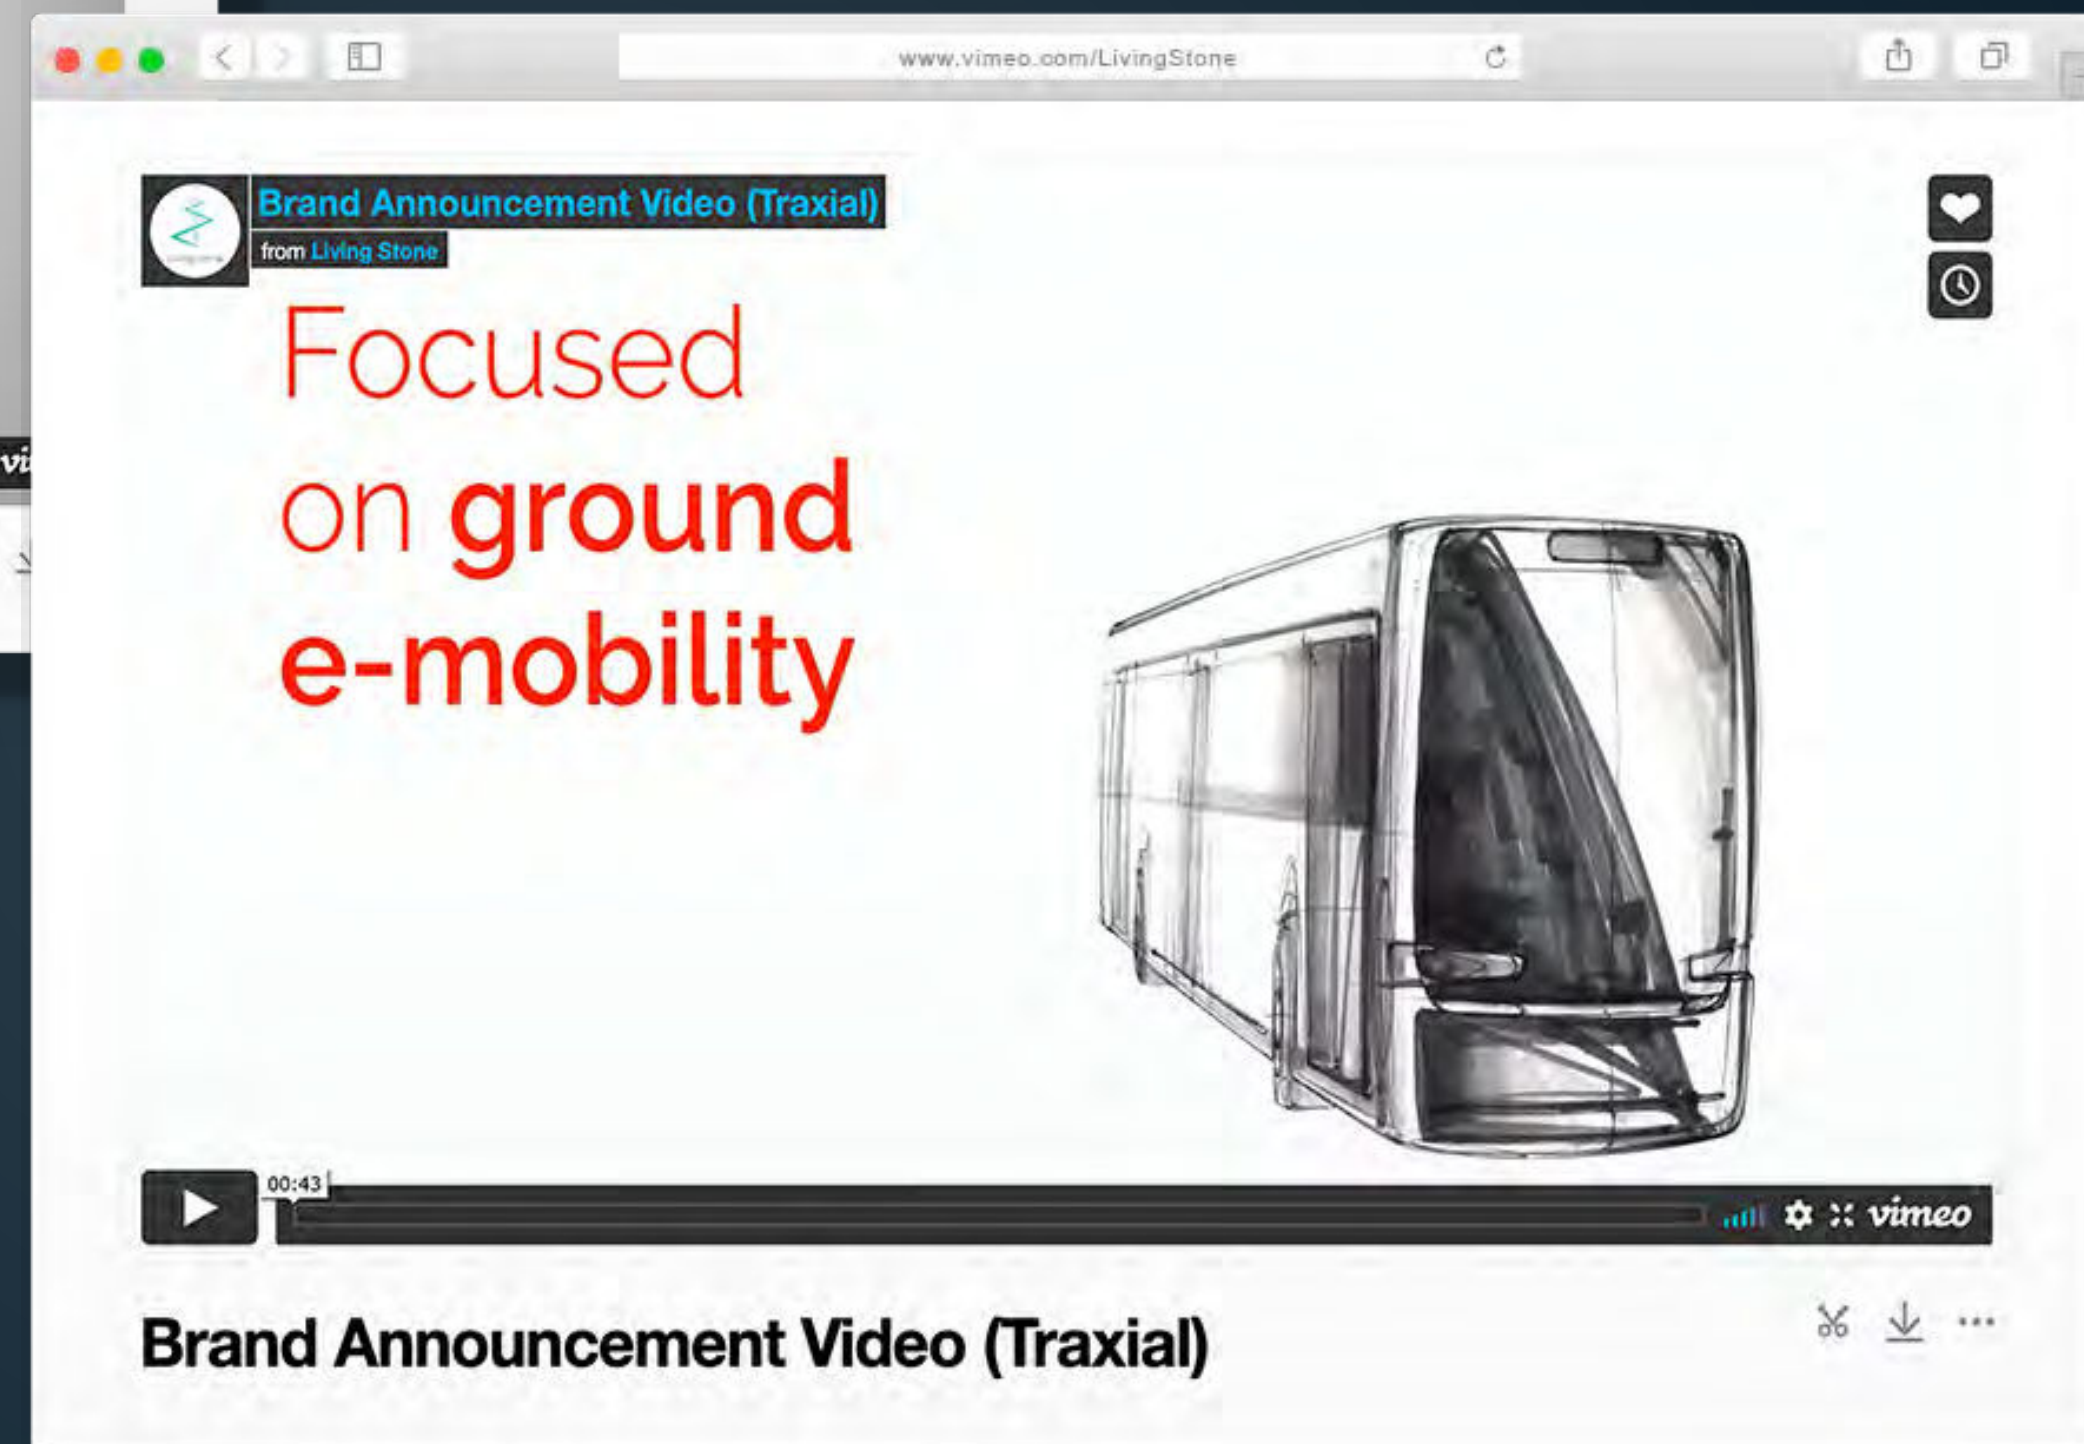 www.vimeo.com/LivingStone
Brand Announcement Video (Traxial)
from Living Stone
Focused
on ground
e-mobility
00:43
vimeo
Brand Announcement Video (Traxial)